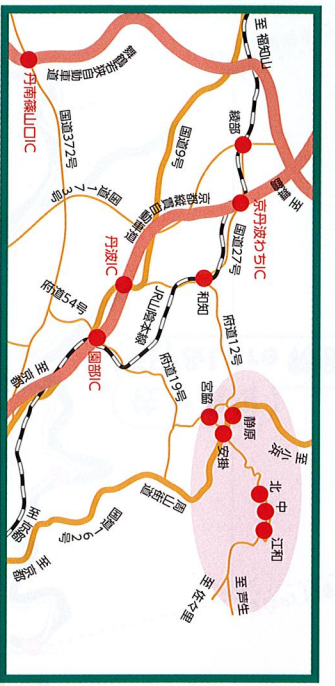 至 福知山
綾部
至 舞鶴
舞鶴若狭自動車道
丹南篠山口IC
国道9号
京丹波わちIC
国道27号
国道372号
国道173号
京都縦貫自動車道
丹波IC
和知
府道12号
JR山陰本線
府道54号
園部IC
府道19号
宮脇
静原
安掛
至 小浜
北
中
江和
至 京都
周山街道
国道162号
至 京都
至 京都
至 芦生
至 佐々里